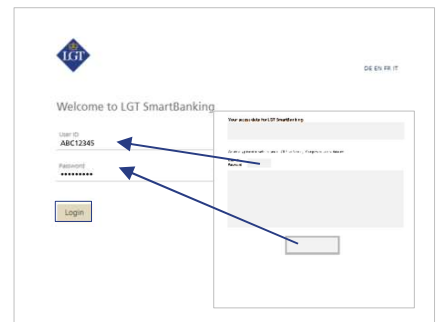 LGT
DE EN FR IT
Welcome to LGT SmartBanking
User ID
ABC12345
Password
•••••••••
Login
Your access data for LGT SmartBanking